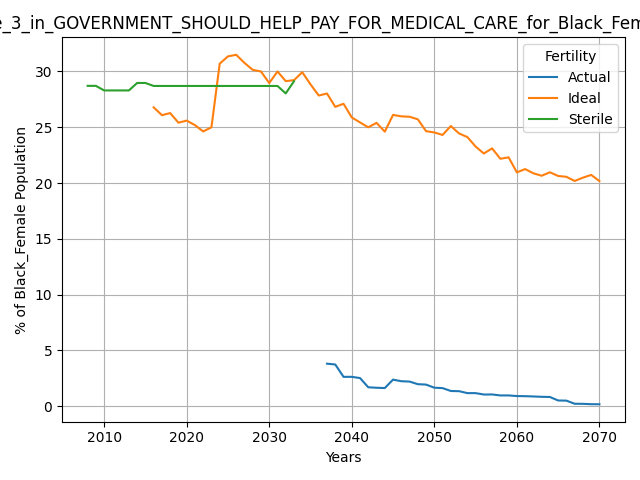 e_3_in_GOVERNMENT_SHOULD_HELP_PAY_FOR_MEDICAL_CARE_for_Black_Fem
Fertility
Actual
Ideal
Sterile
% of Black_Female Population
30
25
20
15
10
5
0
2010 2020 2030 2040 2050 2060 2070
Years